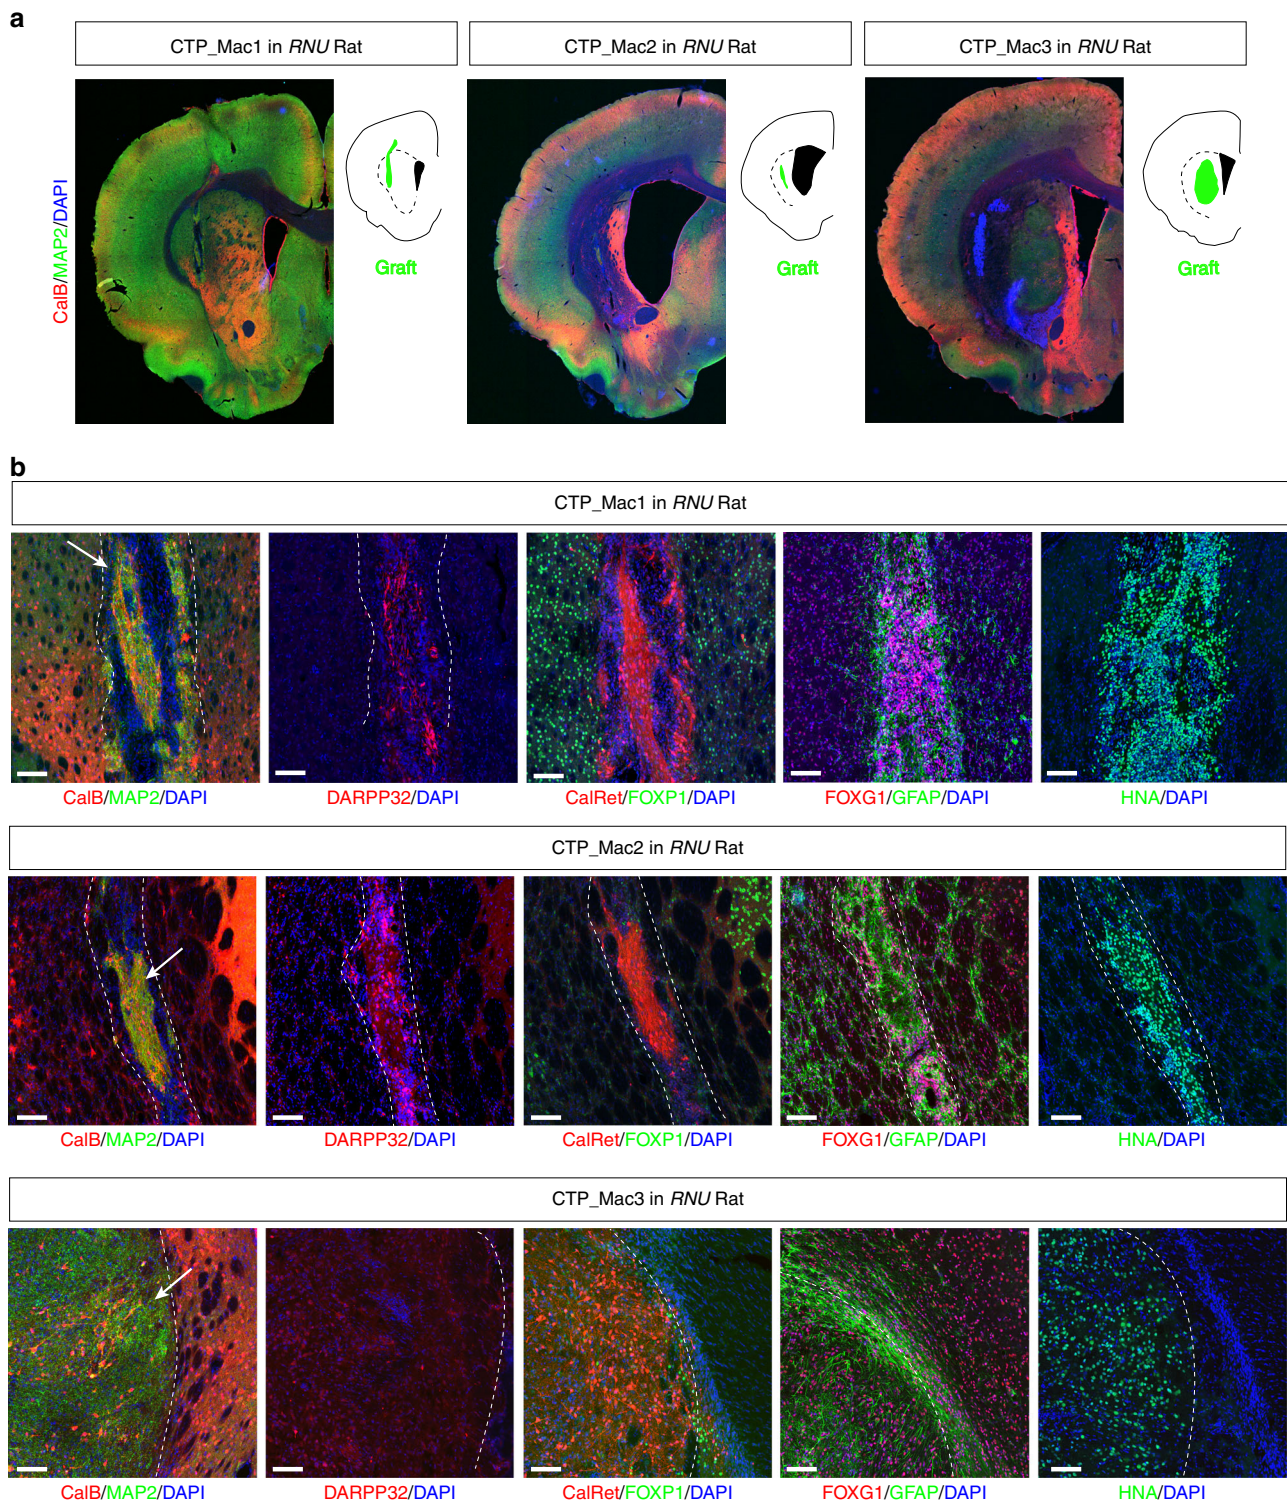 a
CTP_Mac1 in RNU Rat
CTP_Mac2 in RNU Rat
CTP_Mac3 in RNU Rat
CalB/MAP2/DAPI
Graft
Graft
Graft
b
CTP_Mac1 in RNU Rat
CalB/MAP2/DAPI
DARPP32/DAPI
CalRet/FOXP1/DAPI
FOXG1/GFAP/DAPI
HNA/DAPI
CTP_Mac2 in RNU Rat
CalB/MAP2/DAPI
DARPP32/DAPI
CalRet/FOXP1/DAPI
FOXG1/GFAP/DAPI
HNA/DAPI
CTP_Mac3 in RNU Rat
CalB/MAP2/DAPI
DARPP32/DAPI
CalRet/FOXP1/DAPI
FOXG1/GFAP/DAPI
HNA/DAPI